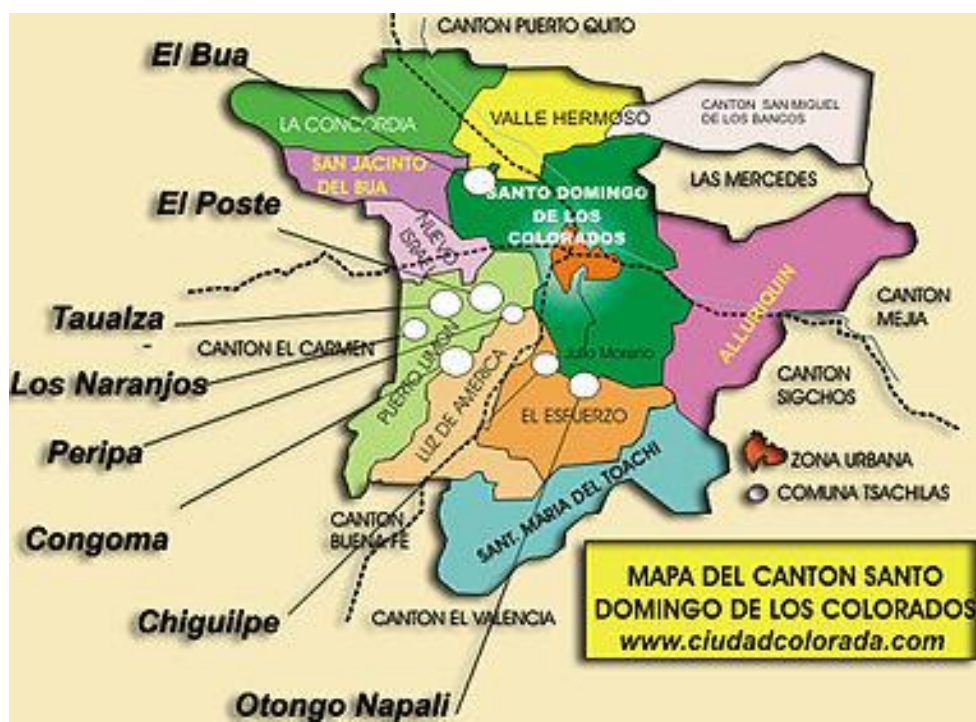 CANTON PUERTO QUITO
El Bua
CANTON SAN MIGUEL
DE LOS BANCOS
VALLE HERMOSO
LA CONCORDIA
SAN JACINTO
DEL BUA
LAS MERCEDES
SANTO DOMINGO
DE LOS
COLORADOS
El Poste
NUEVO
ISRAEL
ALLURIQUIN
CANTON
MEJIA
Taualza
CANTON EL CARMEN
Julio Moreno
CANTON
SIGCHOS
Los Naranjos
PUERTO LIMON
LUZ DE AMERICA
EL ESFUERZO
Peripa
ZONA URBANA
COMUNA TSACHILAS
SANT. MARIA DEL TOACHI
CANTON
BUENA FÉ
Congoma
MAPA DEL CANTON SANTO
DOMINGO DE LOS COLORADOS
www.ciudadcolorada.com
Chiguilpe
CANTON EL VALENCIA
Otongo Napali